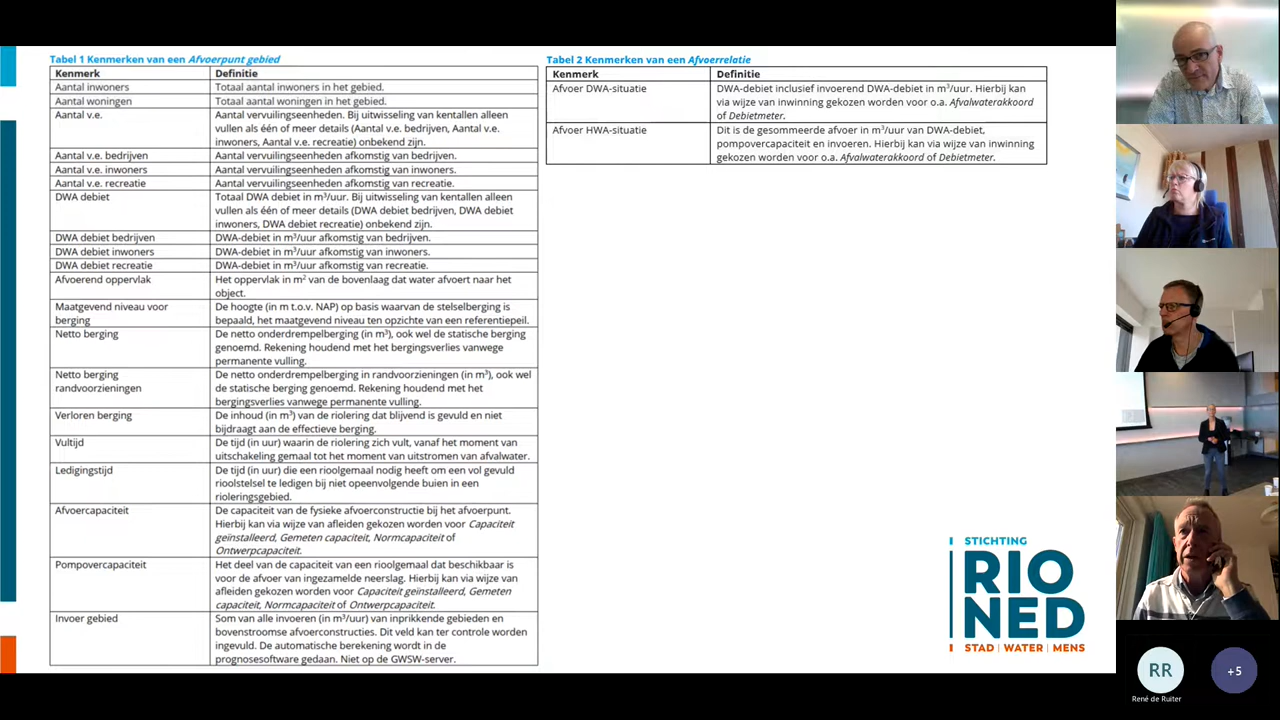 Tabel 1 Kenmerken van een Afvoerpunt gebied
Kenmerk Definitie
Aantal inwoners Totaal aantal inwoners in het gebied.
Aantal woningen Totaal aantal woningen in het gebied.
Aantal v.e. Aantal vervuilingseenheden. Bij uitwisseling van kentallen alleen
vullen als één of meer details (Aantal v.e. bedrijven, Aantal v.e.
inwoners, Aantal v.e. recreatie) onbekend zijn.
Aantal v.e. bedrijven Aantal vervuilingseenheden afkomstig van bedrijven.
Aantal v.e. inwoners Aantal vervuilingseenheden afkomstig van inwoners.
Aantal v.e. recreatie Aantal vervuilingseenheden afkomstig van recreatie.
DWA debiet Totaal DWA debiet in m³/uur. Bij uitwisseling van kentallen alleen
vullen als één of meer details (DWA debiet bedrijven, DWA debiet
inwoners, DWA debiet recreatie) onbekend zijn.
DWA debiet bedrijven DWA-debiet in m³/uur afkomstig van bedrijven.
DWA debiet inwoners DWA-debiet in m³/uur afkomstig van inwoners.
DWA debiet recreatie DWA-debiet in m³/uur afkomstig van recreatie.
Afvoerend oppervlak Het oppervlak in m² van de bovenlaag dat water afvoert naar het
object.
Maatgevend niveau voor De hoogte (in m t.o.v. NAP) op basis waarvan de stelselberging is
berging bepaald, het maatgevend niveau ten opzichte van een referentiepeil.
Netto berging De netto onderdrempelberging (in m³), ook wel de statische berging
genoemd. Rekening houdend met het bergingsverlies vanwege
permanente vulling.
Netto berging De netto onderdrempelberging in randvoorzieningen (in m³), ook wel
randvoorzieningen de statische berging genoemd. Rekening houdend met het
bergingsverlies vanwege permanente vulling.
Verloren berging De inhoud (in m³) van de riolering dat blijvend is gevuld en niet
bijdraagt aan de effectieve berging.
Vultijd De tijd (in uur) waarin de riolering zich vult, vanaf het moment van
uitschakeling gemaal tot het moment van uitstromen van afvalwater.
Ledigingstijd De tijd (in uur) die een rioolgemaal nodig heeft om een vol gevuld
rioolstelsel te ledigen bij niet opeenvolgende buien in een
rioleringsgebied.
Afvoercapaciteit De capaciteit van de fysieke afvoerconstructie bij het afvoerpunt.
Hierbij kan via wijze van afleiden gekozen worden voor Capaciteit
geïnstalleerd, Gemeten capaciteit, Normcapaciteit of
Ontwerpcapaciteit.
Pompovercapaciteit Het deel van de capaciteit van een rioolgemaal dat beschikbaar is
voor de afvoer van ingezamelde neerslag. Hierbij kan via wijze van
afleiden gekozen worden voor Capaciteit geïnstalleerd, Gemeten
capaciteit, Normcapaciteit of Ontwerpcapaciteit.
Invoer gebied Som van alle invoeren (in m³/uur) van inprikkende gebieden en
bovenstroomse afvoerconstructies. Dit veld kan ter controle worden
ingevuld. De automatische berekening wordt in de
prognosesoftware gedaan. Niet op de GWSW-server.
Tabel 2 Kenmerken van een Afvoerrelatie
Kenmerk Definitie
Afvoer DWA-situatie DWA-debiet inclusief invoerend DWA-debiet in m³/uur. Hierbij kan
via wijze van inwinning gekozen worden voor o.a. Afvalwaterakkoord
of Debietmeter.
Afvoer HWA-situatie Dit is de gesommeerde afvoer in m³/uur van DWA-debiet,
pompovercapaciteit en invoeren. Hierbij kan via wijze van inwinning
gekozen worden voor o.a. Afvalwaterakkoord of Debietmeter.
STICHTING
RIO
NED
STAD | WATER | MENS
RR
+5
René de Ruiter